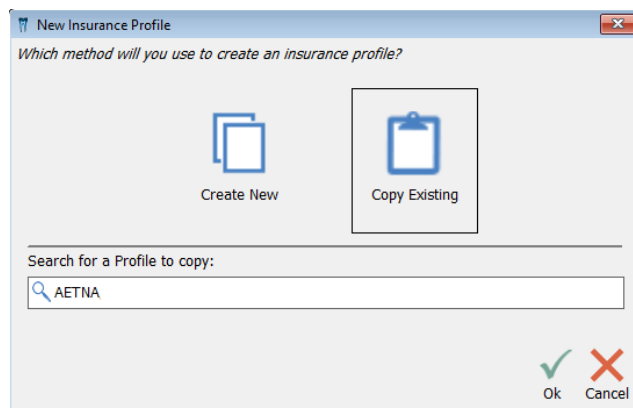 New Insurance Profile
Which method will you use to create an insurance profile?
Create New
Copy Existing
Search for a Profile to copy:
AETNA
Ok
Cancel